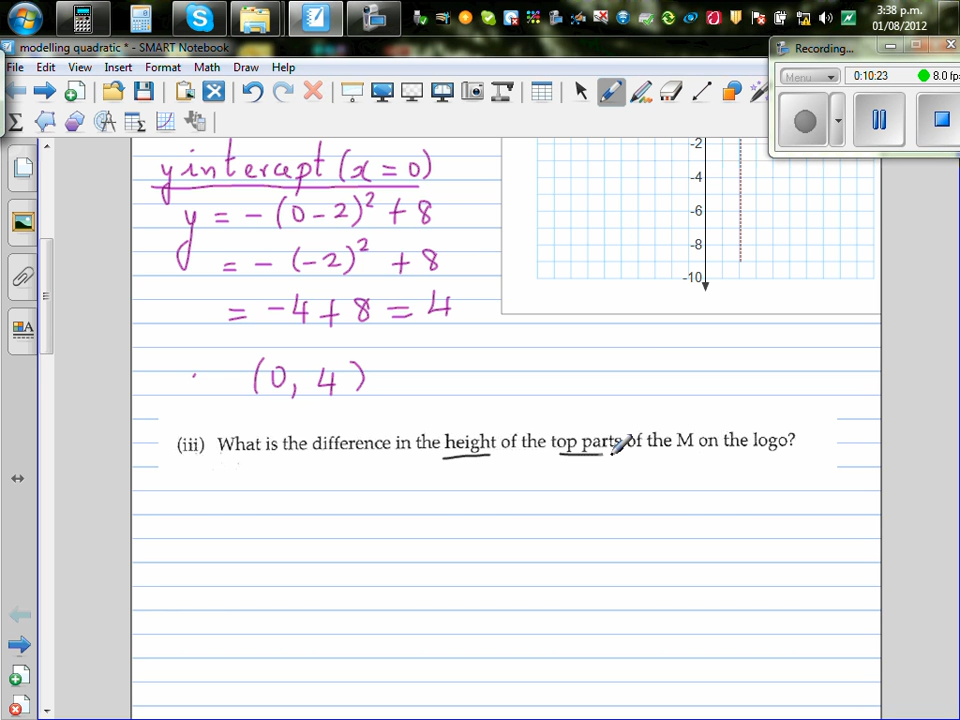 3:38 p.m.
01/08/2012
modelling quadratic * - SMART Notebook
Recording...
File Edit View Insert Format Math Draw Help
Menu 0:10:23 8.0 fps
y intercept (x = 0)
y = - (0 - 2)² + 8
= - (-2)² + 8
= -4 + 8 = 4
(0, 4)
-2
-4
-6
-8
-10
(iii) What is the difference in the height of the top parts of the M on the logo?